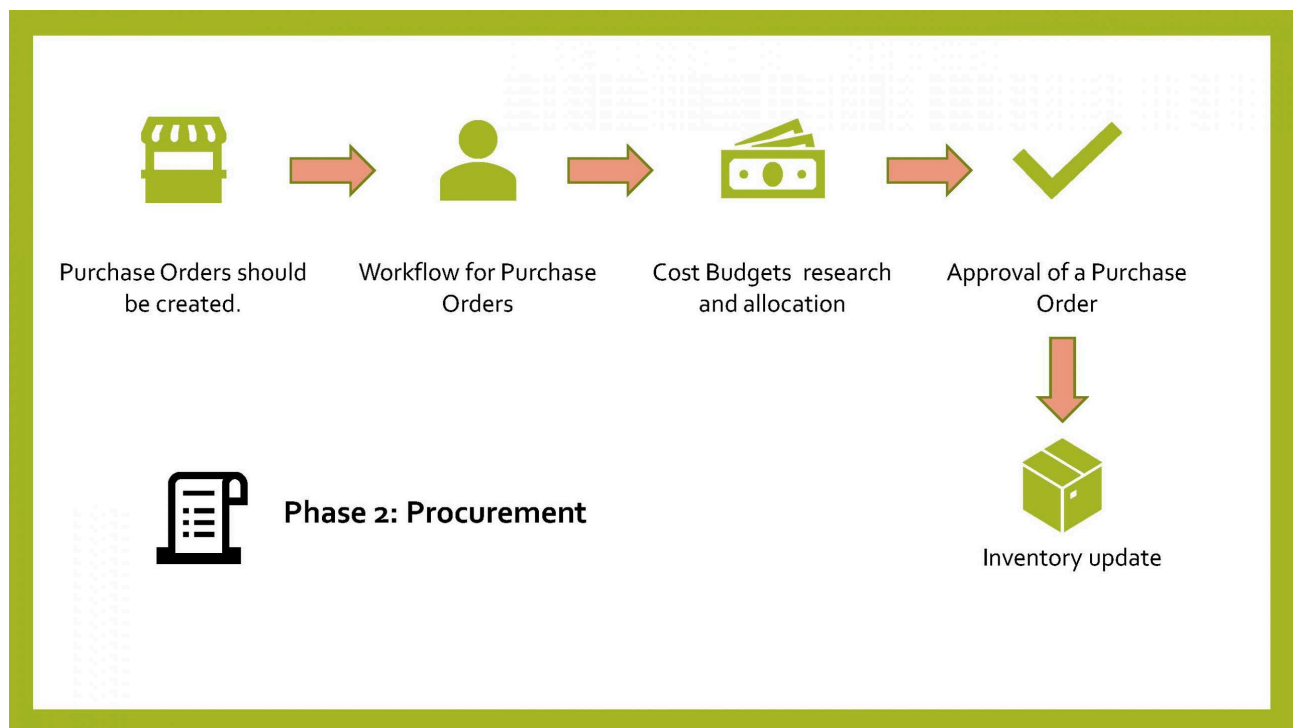 Purchase Orders should
be created.
Workflow for Purchase
Orders
Cost Budgets  research
and allocation
Approval of a Purchase
Order
Phase 2: Procurement
Inventory update